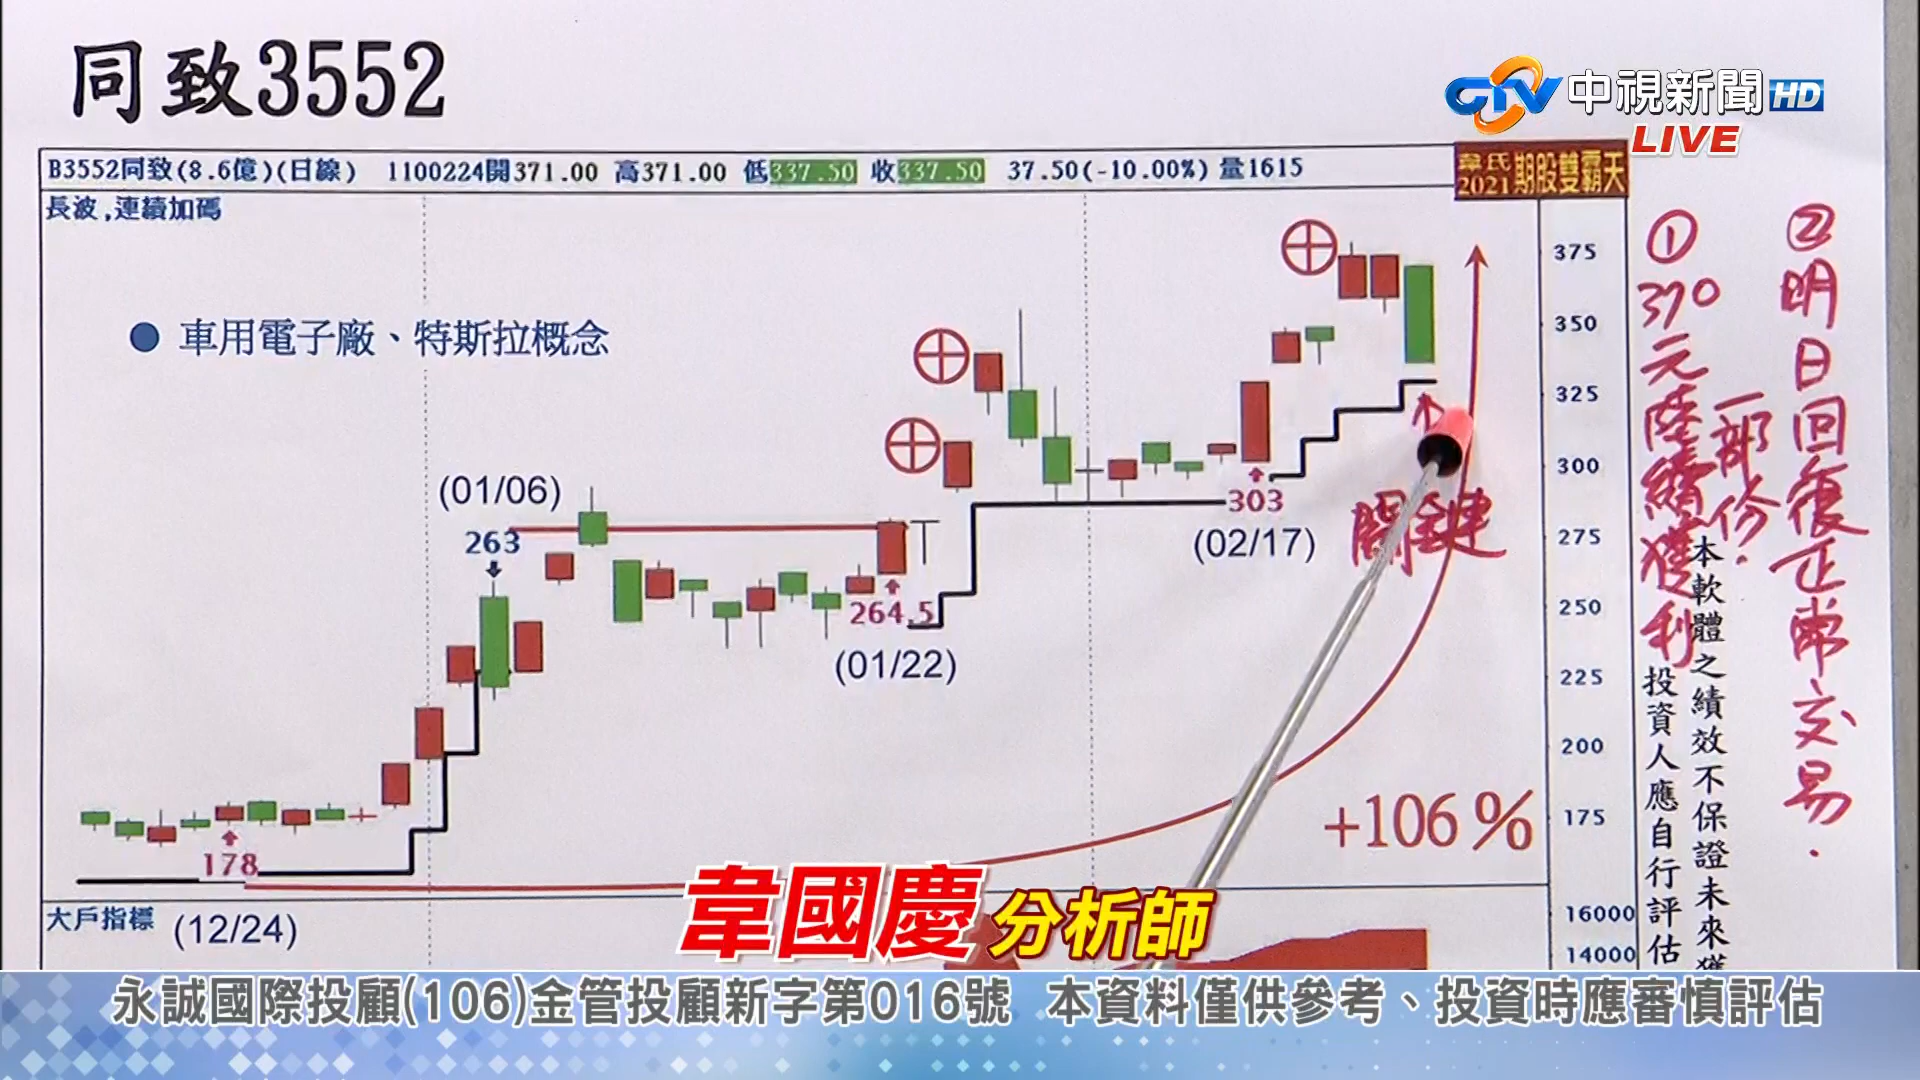 同致3552
CTV 中視新聞 HD
LIVE
B3552同致(8.6億)(日線) 1100224開371.00 高371.00 低337.50 收337.50 37.50(-10.00%) 量1615
韋氏2021期股雙霸天
長波,連續加碼
● 車用電子廠、特斯拉概念
375
350
325
300
275
250
225
200
175
16000
14000
(01/06)
263
264.5
(01/22)
303
(02/17)
關鍵
178
(12/24)
+106%
大戶指標
①370元陸續獲利一部份.
②明日回復正常交易.
本軟體之績效不保證未來獲
投資人應自行評估
韋國慶 分析師
永誠國際投顧(106)金管投顧新字第016號 本資料僅供參考、投資時應審慎評估